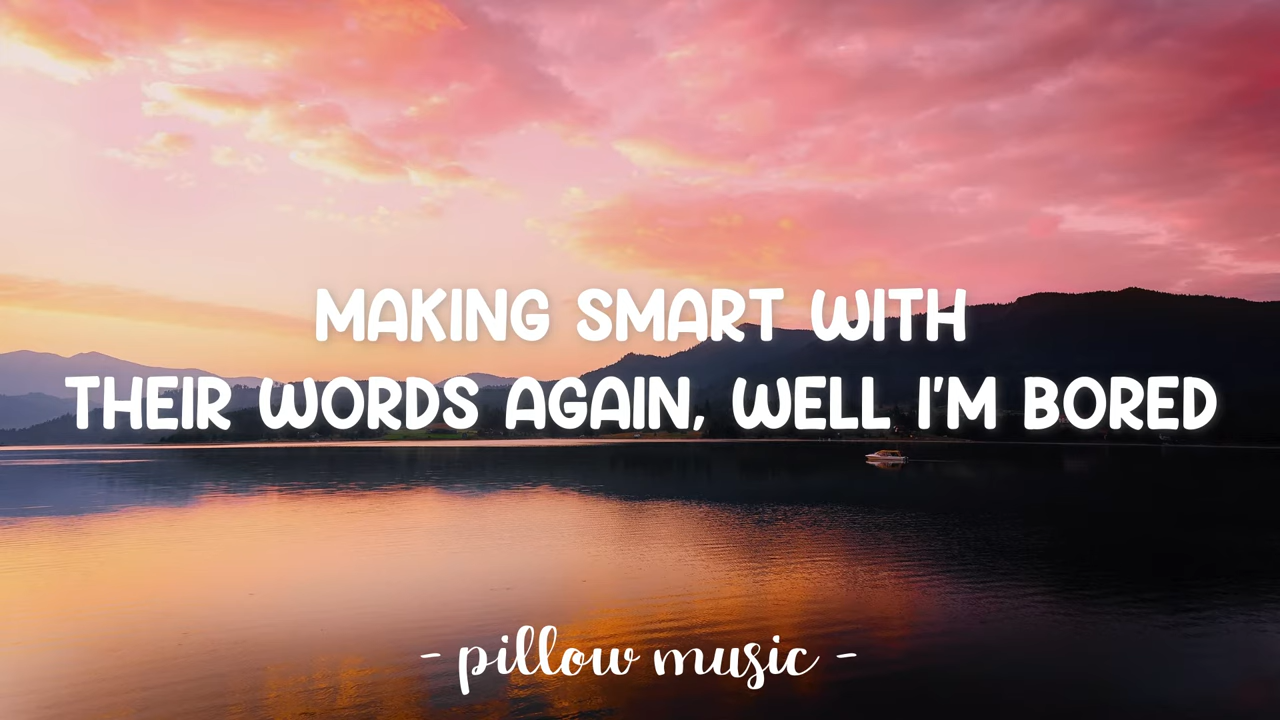 MAKING SMART WITH
THEIR WORDS AGAIN, WELL I'M BORED
- pillow music -